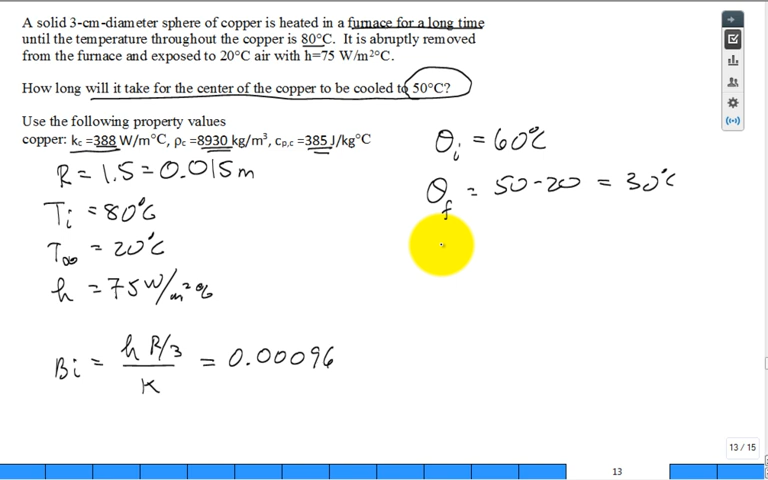 A solid 3-cm-diameter sphere of copper is heated in a furnace for a long time
until the temperature throughout the copper is 80°C. It is abruptly removed
from the furnace and exposed to 20°C air with h=75 W/m²°C.
How long will it take for the center of the copper to be cooled to 50°C?
Use the following property values
copper: kc =388 W/m°C, ρc =8930 kg/m³, cp,c =385 J/kg°C
R = 1.5 = 0.015 m
Ti = 80°C
T∞ = 20°C
h = 75 W/m²°C
Bi = h R/3 / K = 0.00096
θi = 60°C
θf = 50-20 = 30°C
13 / 15
13